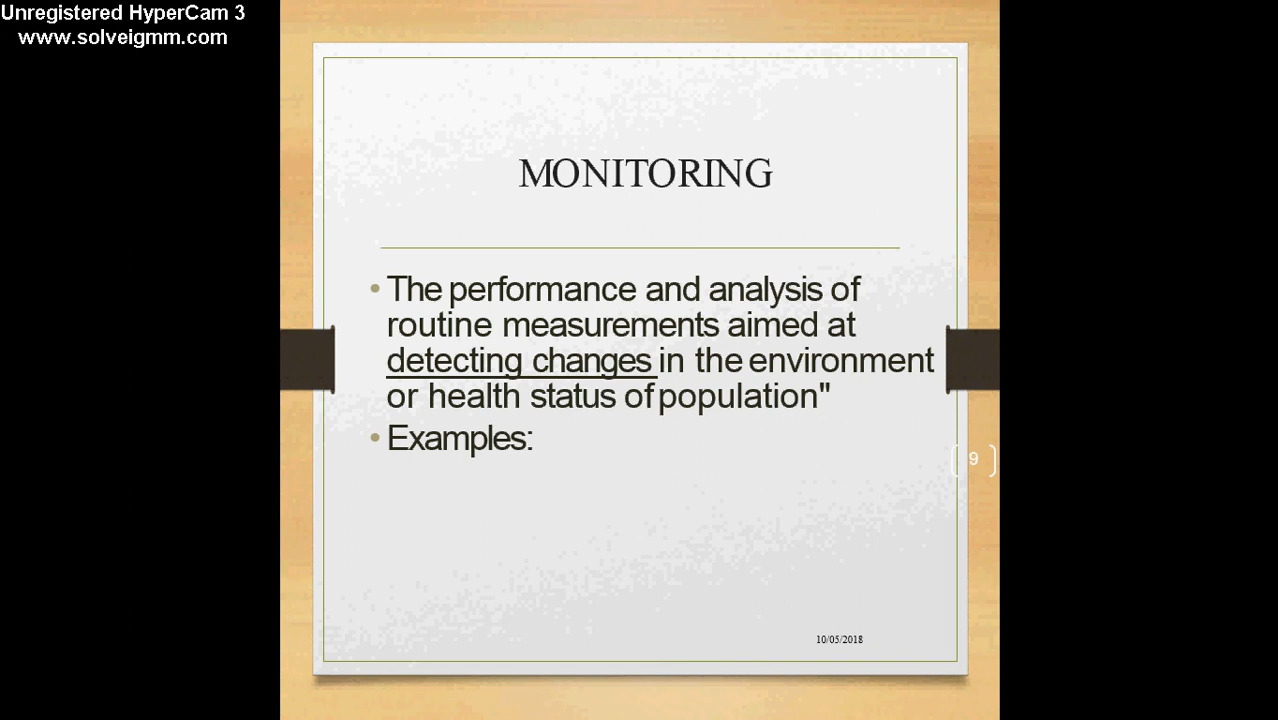 Unregistered HyperCam 3
www.solveigmm.com
MONITORING
• The performance and analysis of
routine measurements aimed at
detecting changes in the environment
or health status of population"
• Examples:
9
10/05/2018